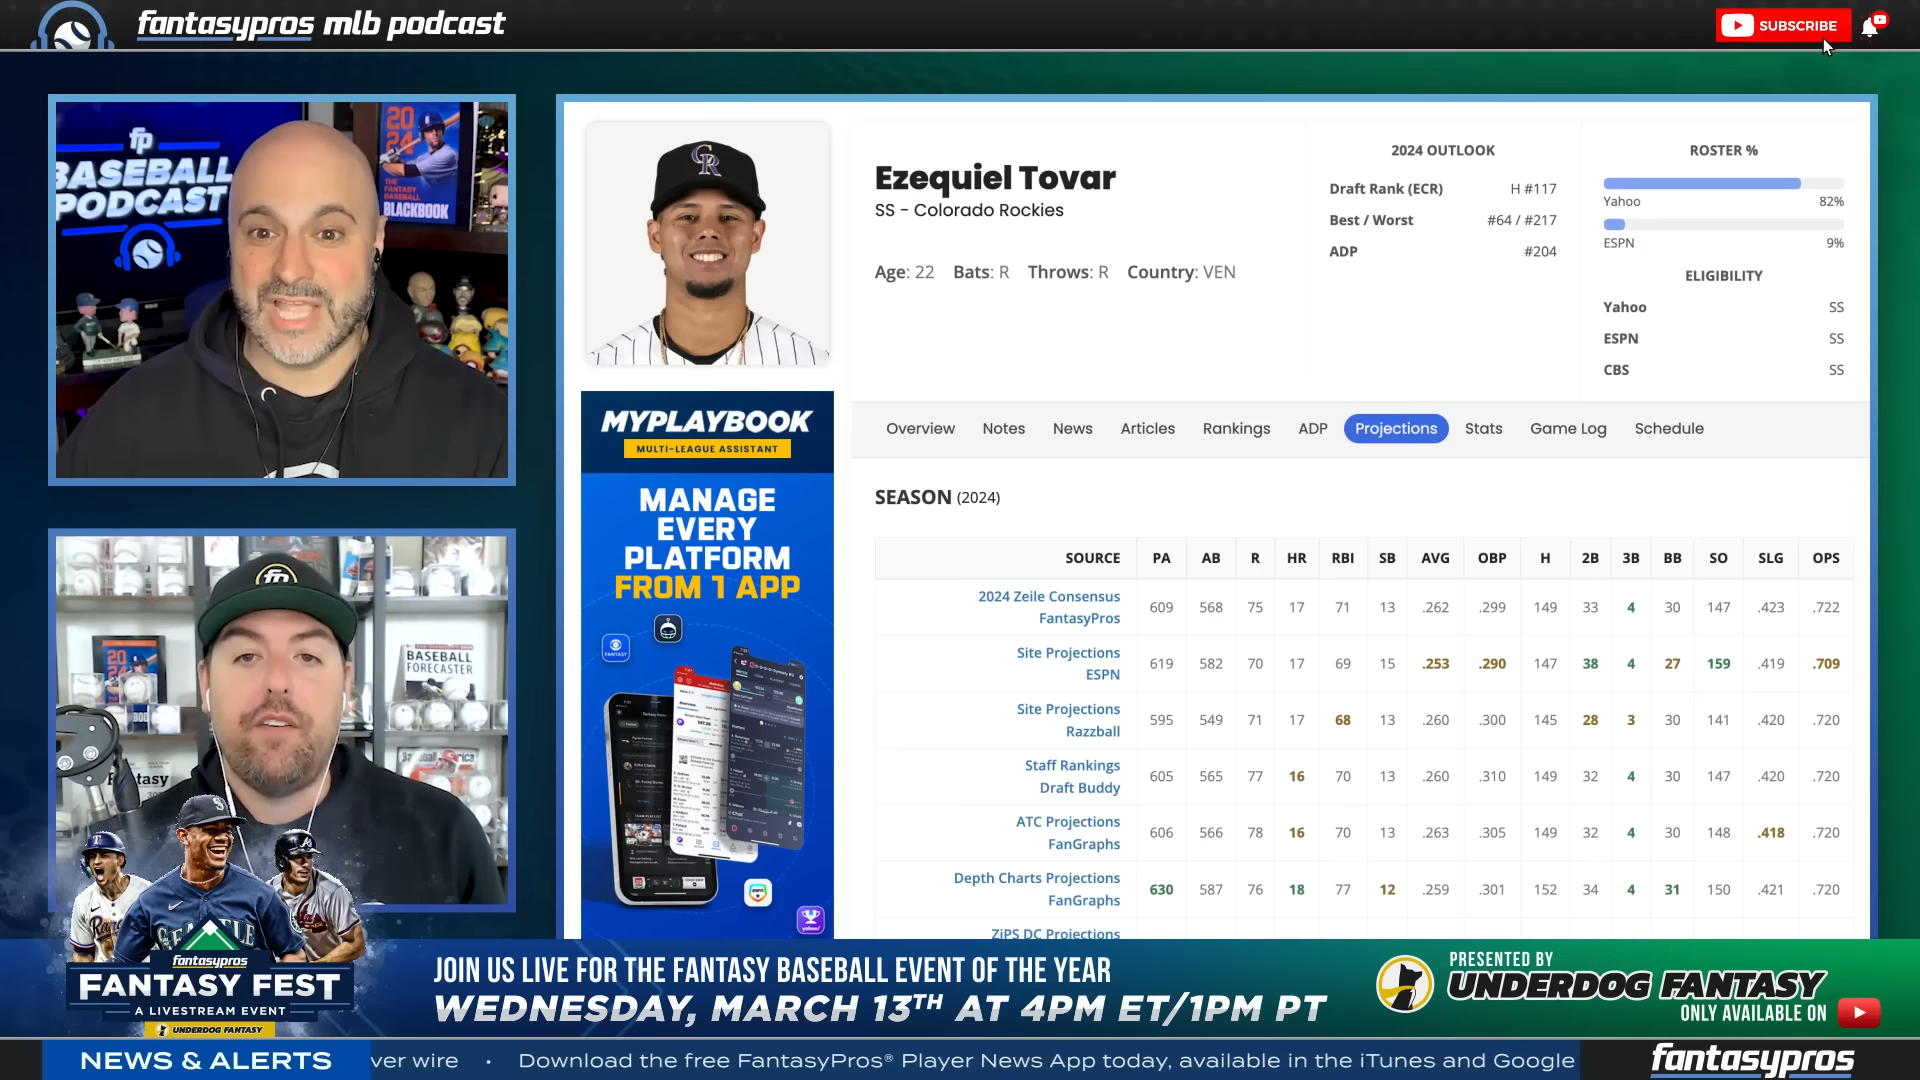 fantasypros mlb podcast
SUBSCRIBE
fp
BASEBALL
PODCAST
2024
THE FANTASY BASEBALL
BLACKBOOK
Ezequiel Tovar
SS - Colorado Rockies
Age: 22 Bats: R Throws: R Country: VEN
2024 OUTLOOK
Draft Rank (ECR) H #117
Best / Worst #64 / #217
ADP #204
ROSTER %
Yahoo 82%
ESPN 9%
ELIGIBILITY
Yahoo SS
ESPN SS
CBS SS
MYPLAYBOOK
MULTI-LEAGUE ASSISTANT
MANAGE
EVERY
PLATFORM
FROM 1 APP
Overview Notes News Articles Rankings ADP Projections Stats Game Log Schedule
SEASON (2024)
SOURCE PA AB R HR RBI SB AVG OBP H 2B 3B BB SO SLG OPS
2024 Zeile Consensus
FantasyPros 609 568 75 17 71 13 .262 .299 149 33 4 30 147 .423 .722
Site Projections
ESPN 619 582 70 17 69 15 .253 .290 147 38 4 27 159 .419 .709
Site Projections
Razzball 595 549 71 17 68 13 .260 .300 145 28 3 30 141 .420 .720
Staff Rankings
Draft Buddy 605 565 77 16 70 13 .260 .310 149 32 4 30 147 .420 .720
ATC Projections
FanGraphs 606 566 78 16 70 13 .263 .305 149 32 4 30 148 .418 .720
Depth Charts Projections
FanGraphs 630 587 76 18 77 12 .259 .301 152 34 4 31 150 .421 .720
ZiPS DC Projections
BASEBALL
FORECASTER
fantasypros
FANTASY FEST
A LIVESTREAM EVENT
UNDERDOG FANTASY
JOIN US LIVE FOR THE FANTASY BASEBALL EVENT OF THE YEAR
WEDNESDAY, MARCH 13TH AT 4PM ET/1PM PT
PRESENTED BY
UNDERDOG FANTASY
ONLY AVAILABLE ON
NEWS & ALERTS
ver wire • Download the free FantasyPros® Player News App today, available in the iTunes and Google
fantasypros